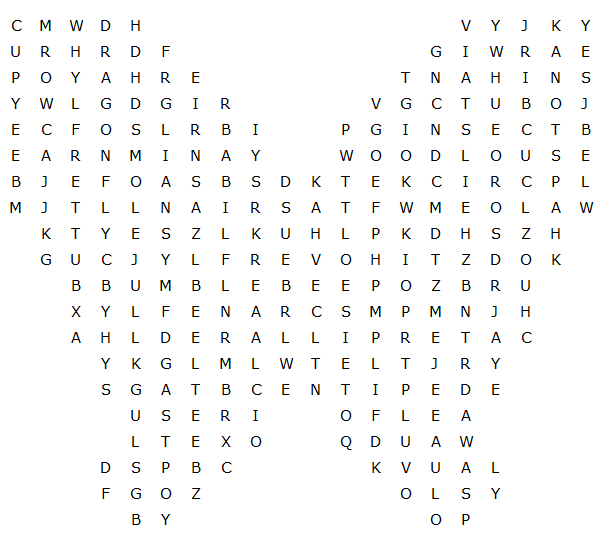 C M W D H V Y J K Y
U R H R D F G I W R A E
P O Y A H R E T N A H I N S
Y W L G D G I R V G C T U B O J
E C F O S L R B I P G I N S E C T B
E A R N M I N A Y W O O D L O U S E
B J E F O A S B S D K T E K C I R C P L
M J T L L N A I R S A T F W M E O L A W
K T Y E S Z L K U H L P K D H S Z H
G U C J Y L F R E V O H I T Z D O K
B B U M B L E B E E P O Z B R U
X Y L F E N A R C S M P M N J H
A H L D E R A L L I P R E T A C
Y K G L M L W T E L T J R Y
S G A T B C E N T I P E D E
U S E R I O F L E A
L T E X O Q D U A W
D S P B C K V U A L
F G O Z O L S Y
B Y O P